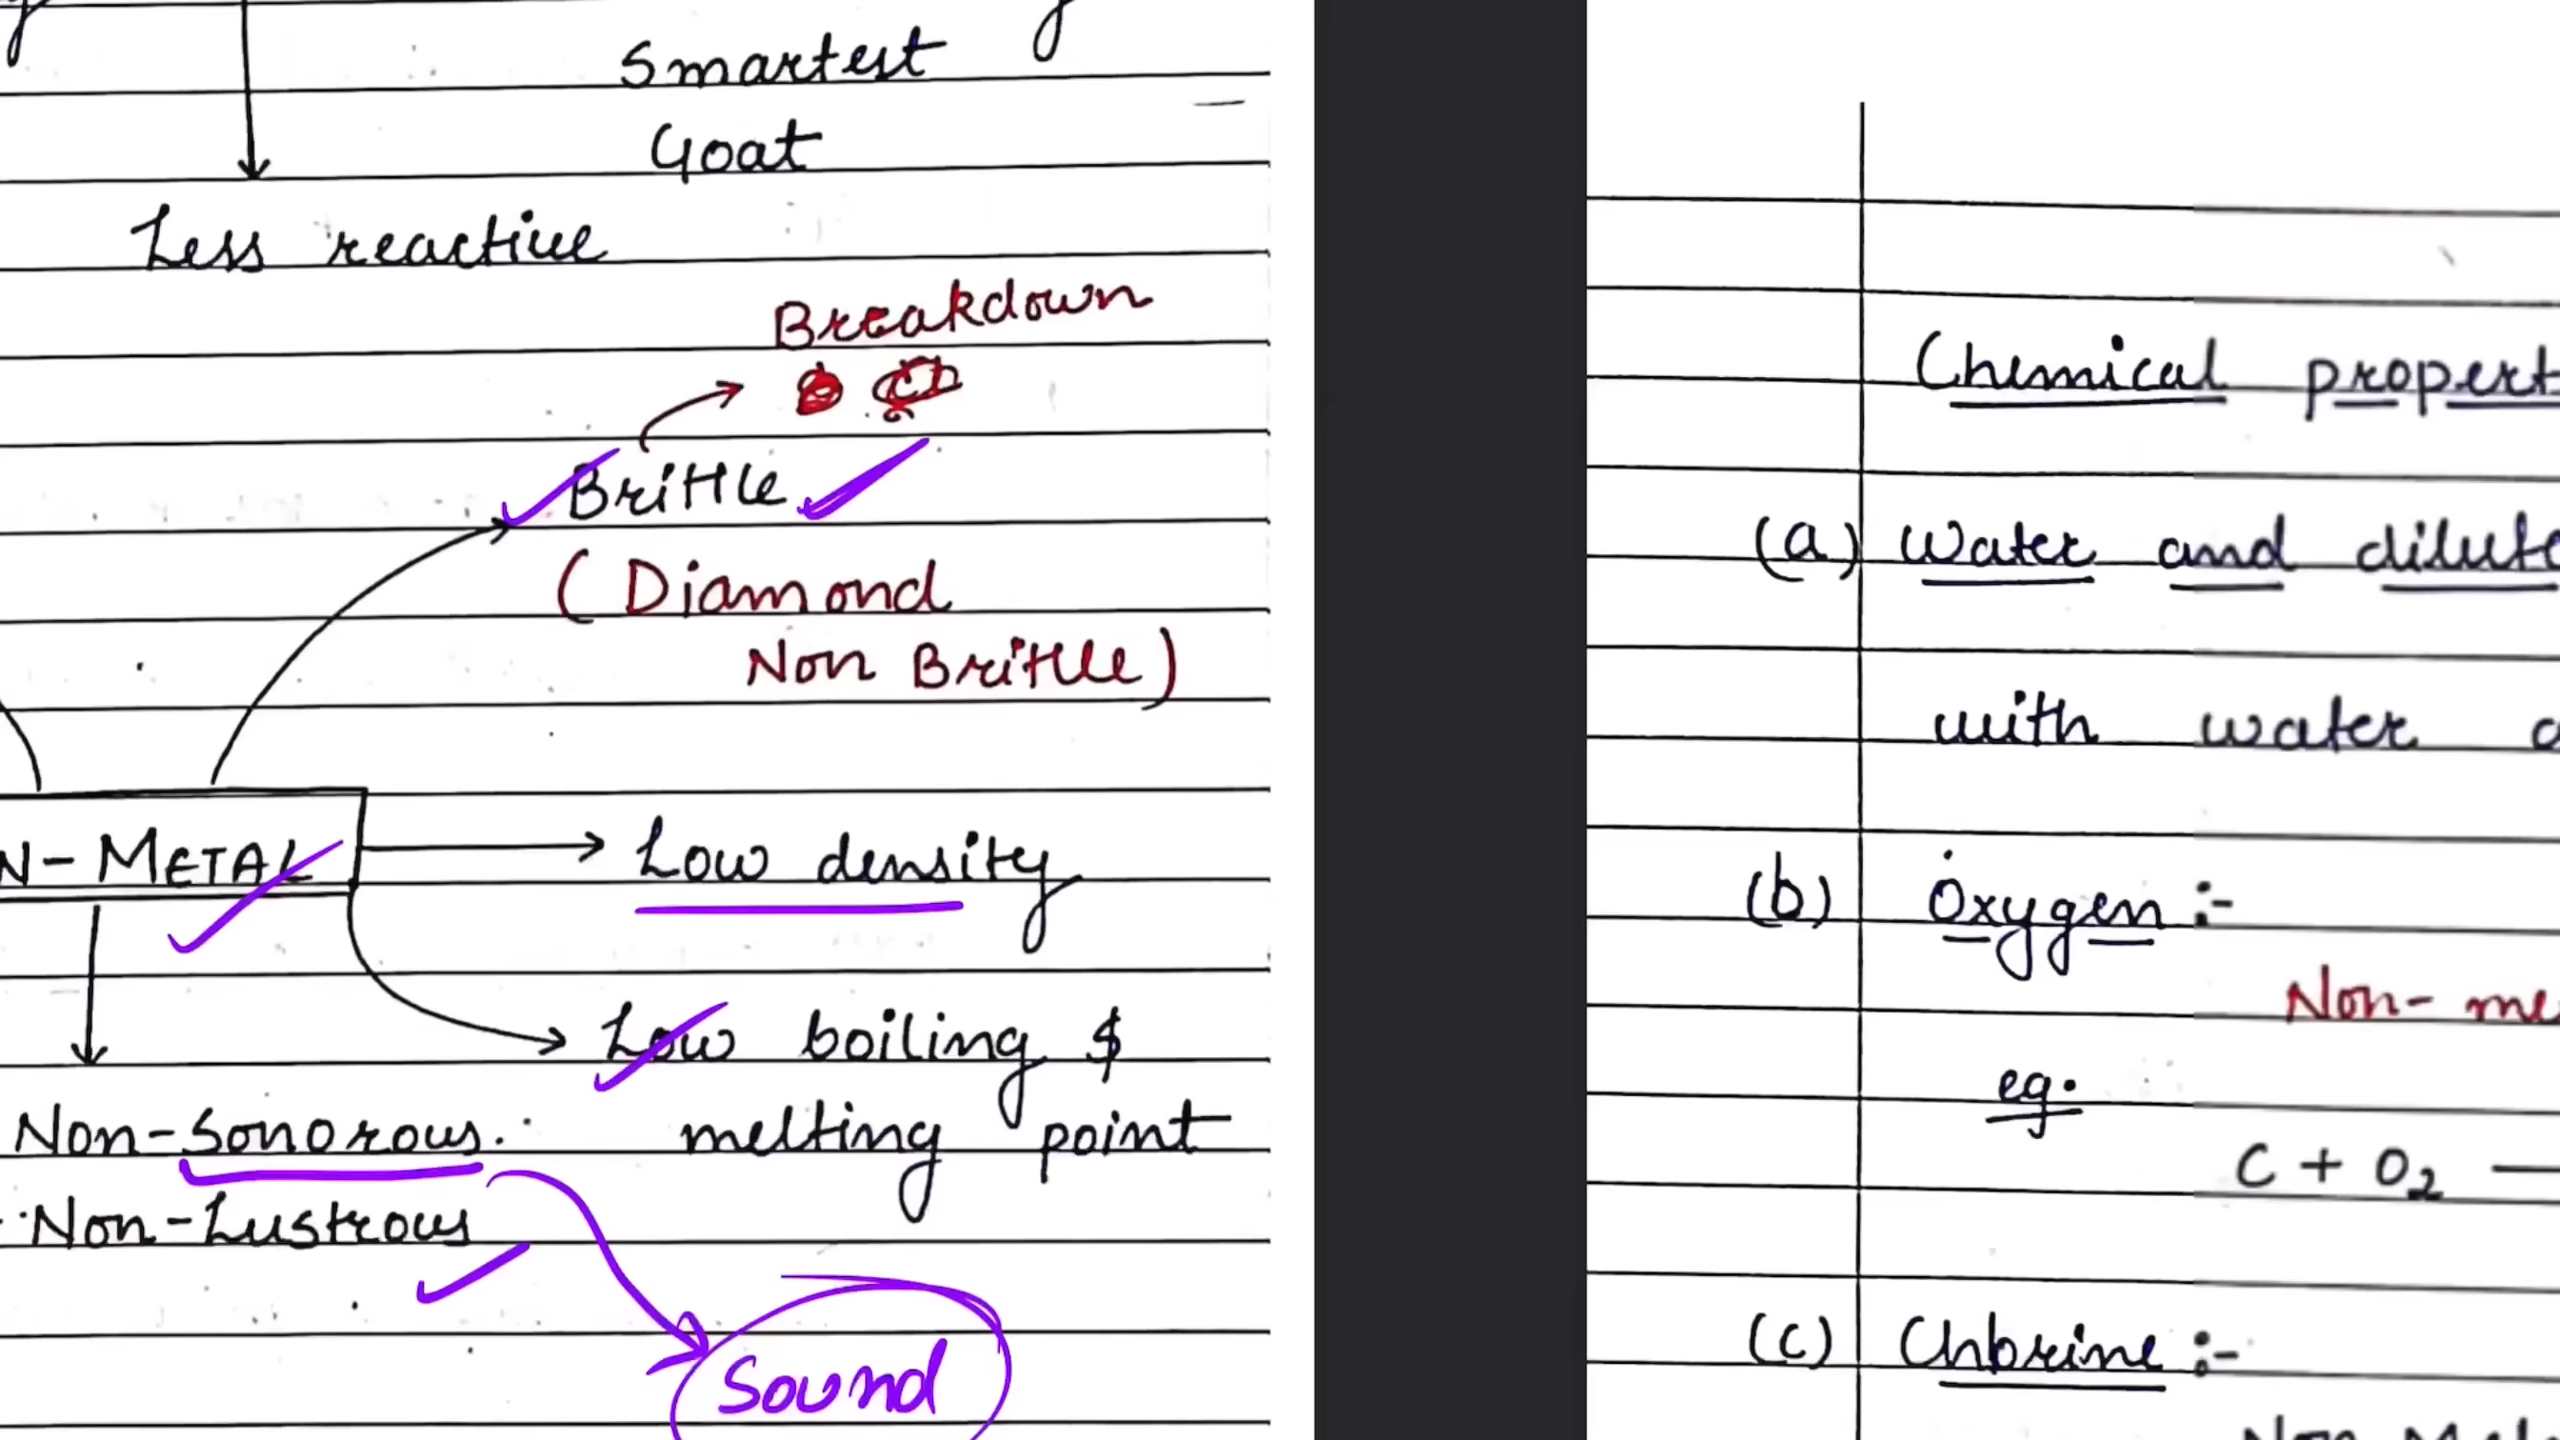 Smartest
Goat
Less reactive
Breakdown
Brittle
(Diamond
Non Brittle)
N-METAL
Low density
Low boiling $
melting point
Non-Sonorous.
Non-Lustrous
Sound
Chemical propert
(a) Water and dilute
with water
(b) Oxygen :-
Non- me
eg.
C + O2
(c) Chlorine :-